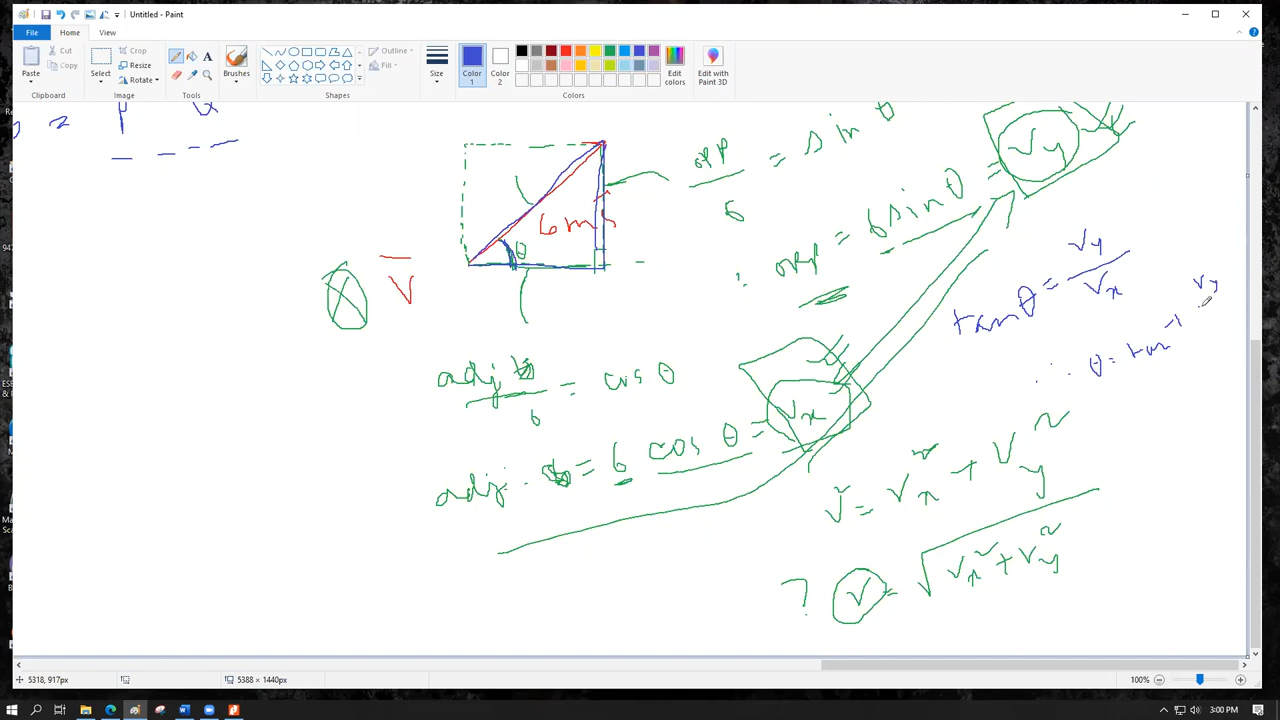 Untitled - Paint
File Home View
Paste
Cut
Copy
Clipboard
Select
Crop
Resize
Rotate
Image
Tools
Brushes
Outline
Fill
Shapes
Size
Color 1
Color 2
Edit colors
Edit with Paint 3D
Colors
opp / 6 = sin θ
∴ opp = 6 sin θ = Vy
6 m/s
θ
V
tan θ = Vy / Vx
∴ θ = tan⁻¹ Vy
adj / 6 = cos θ
adj. = 6 cos θ = Vx
V² = Vx² + Vy²
? V = √Vx² + Vy²
5318, 917px
5388 × 1440px
100%
3:00 PM